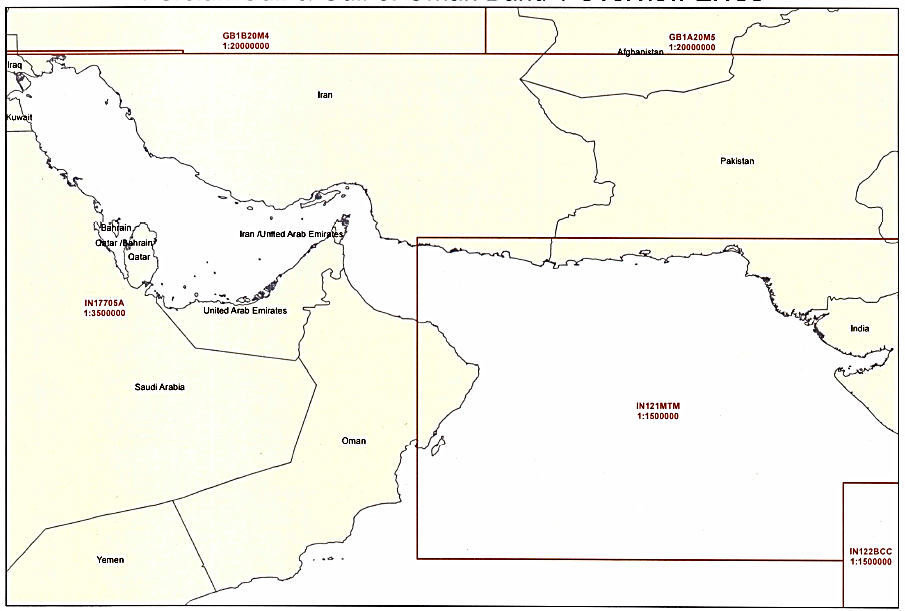 GB1B20M4
1:20000000
GB1A20M5
1:20000000
Afghanistan
Iraq
Iran
Kuwait
Pakistan
Bahrain
Iran /United Arab Emirates
Qatar /Bahrain
Qatar
IN17705A
1:3500000
United Arab Emirates
India
Saudi Arabia
IN121MTM
1:1500000
Oman
IN122BCC
1:1500000
Yemen